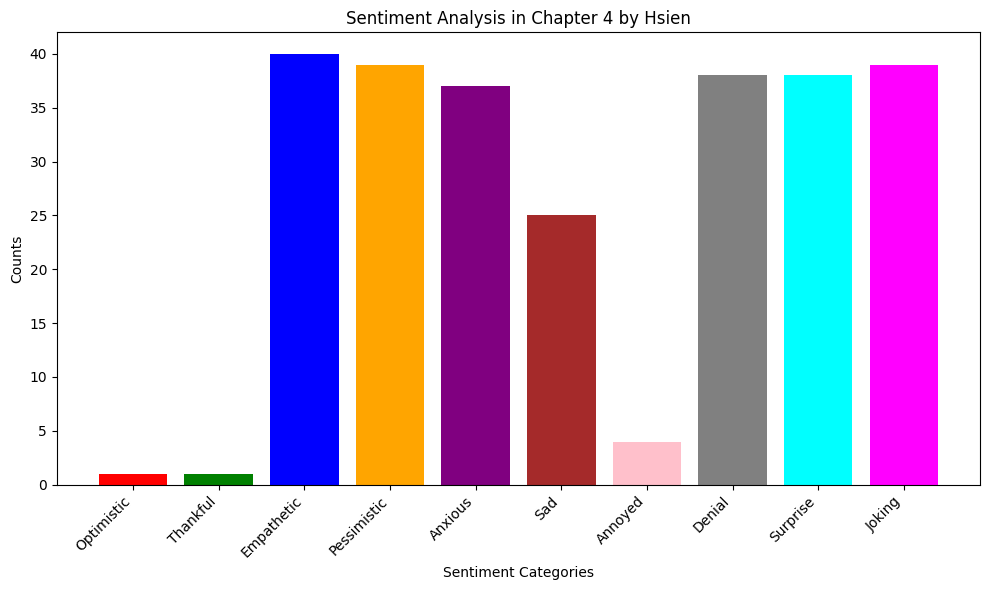 Sentiment Analysis in Chapter 4 by Hsien
Counts
40
35
30
25
20
15
10
5
0
Optimistic
Thankful
Empathetic
Pessimistic
Anxious
Sad
Annoyed
Denial
Surprise
Joking
Sentiment Categories